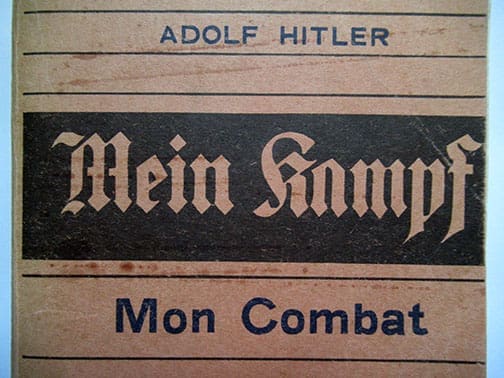 ADOLF HITLER
Mein Kampf
Mon Combat